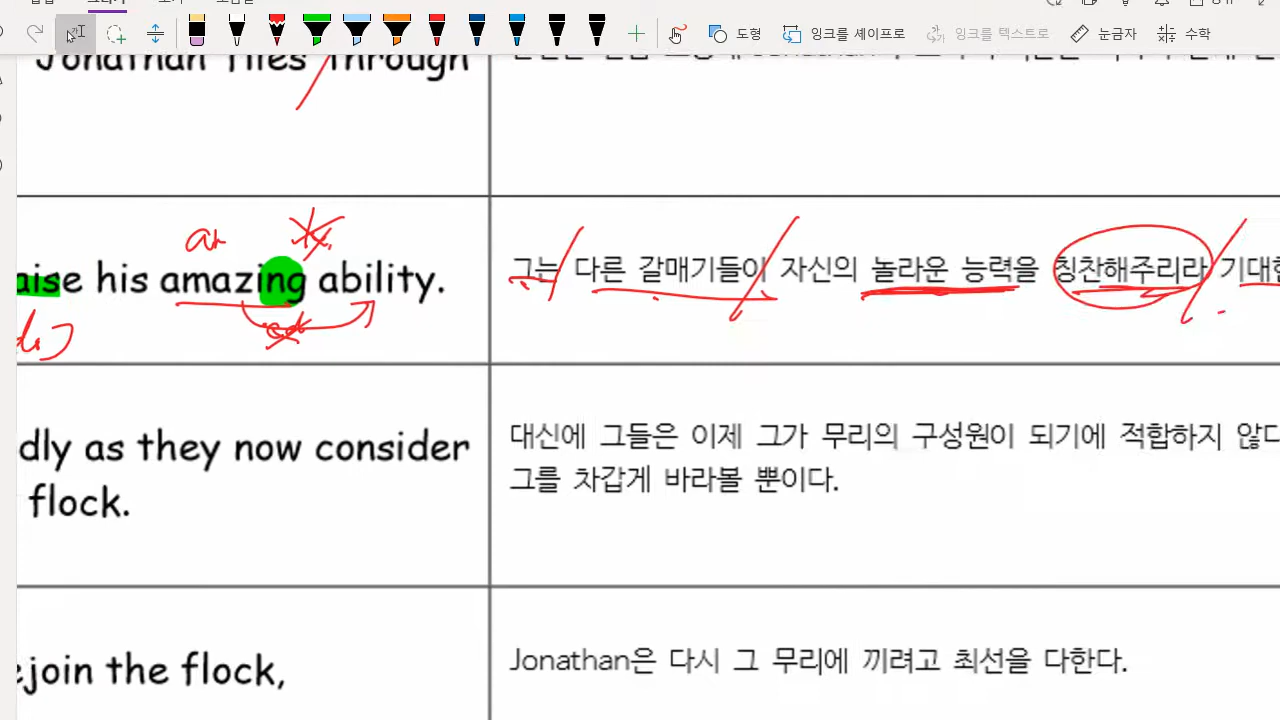 도형 잉크를 셰이프로 잉크를 텍스트로 눈금자 수학
Jonathan flies through
aise his amazing ability.
그는 다른 갈매기들이 자신의 놀라운 능력을 칭찬해주리라
dly as they now consider
flock.
대신에 그들은 이제 그가 무리의 구성원이 되기에 적합하지
그를 차갑게 바라볼 뿐이다.
ejoin the flock,
Jonathan은 다시 그 무리에 끼려고 최선을 다한다.